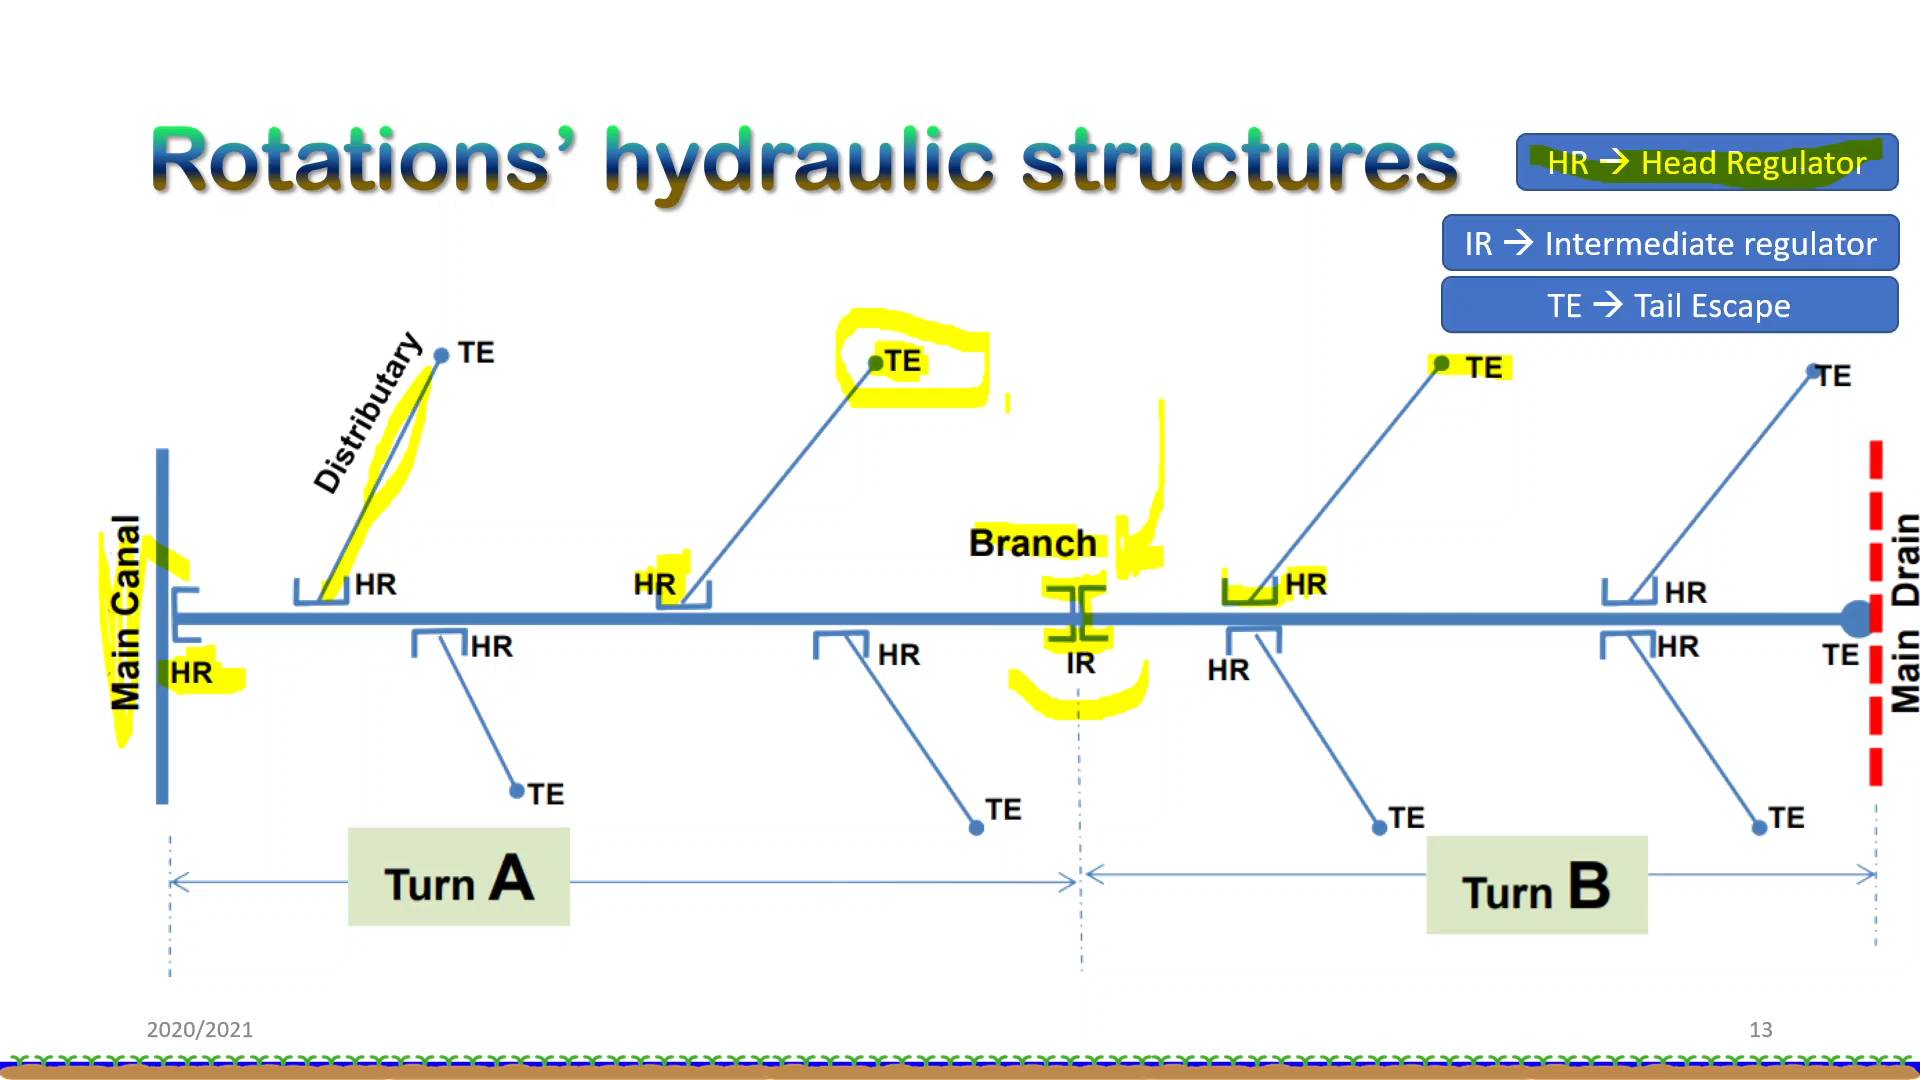 Rotations’ hydraulic structures
HR → Head Regulator
IR → Intermediate regulator
TE → Tail Escape
Distributary
TE
TE
TE
TE
Main Canal
HR
HR
Branch
HR
HR
Main Drain
HR
HR
HR
IR
HR
HR
TE
TE
TE
TE
TE
Turn A
Turn B
2020/2021
13